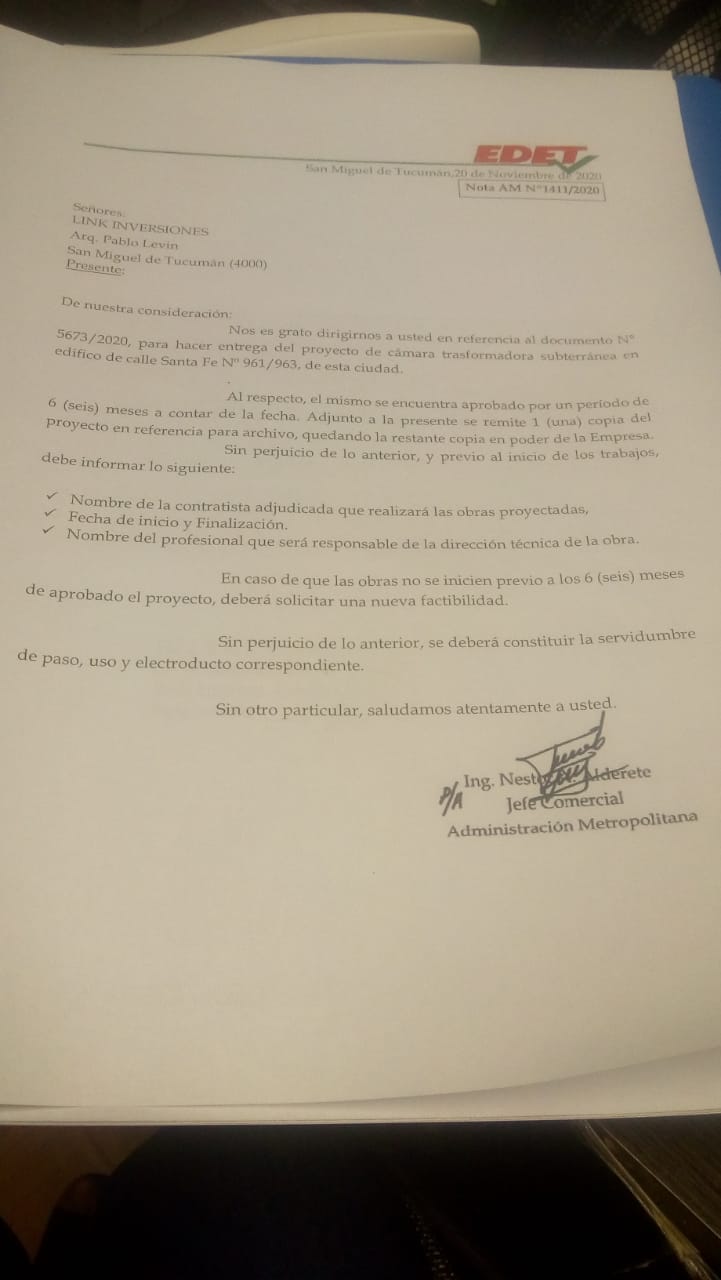 EDET
San Miguel de Tucumán,20 de Noviembre de 2020
Nota AM N°1411/2020
Señores:
LINK INVERSIONES
Arq. Pablo Levin
San Miguel de Tucumán (4000)
Presente:
De nuestra consideración:
Nos es grato dirigirnos a usted en referencia al documento N°
5673/2020, para hacer entrega del proyecto de cámara trasformadora subterránea en
edifico de calle Santa Fe Nº 961/963, de esta ciudad.
Al respecto, el mismo se encuentra aprobado por un período de
6 (seis) meses a contar de la fecha. Adjunto a la presente se remite 1 (una) copia del
proyecto en referencia para archivo, quedando la restante copia en poder de la Empresa.
Sin perjuicio de lo anterior, y previo al inicio de los trabajos,
debe informar lo siguiente:
✓ Nombre de la contratista adjudicada que realizará las obras proyectadas,
✓ Fecha de inicio y Finalización.
✓ Nombre del profesional que será responsable de la dirección técnica de la obra.
En caso de que las obras no se inicien previo a los 6 (seis) meses
de aprobado el proyecto, deberá solicitar una nueva factibilidad.
Sin perjuicio de lo anterior, se deberá constituir la servidumbre
de paso, uso y electroducto correspondiente.
Sin otro particular, saludamos atentamente a usted.
P/A Ing. Nestor Alderete
Jefe Comercial
Administración Metropolitana